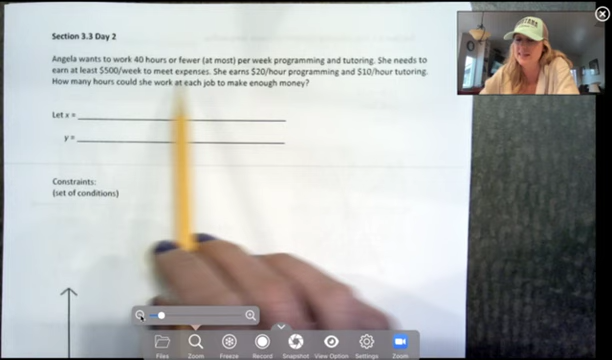 Section 3.3 Day 2
Angela wants to work 40 hours or fewer (at most) per week programming and tutoring. She needs to
earn at least $500/week to meet expenses. She earns $20/hour programming and $10/hour tutoring.
How many hours could she work at each job to make enough money?
Let x =
y =
Constraints:
(set of conditions)
Files
Zoom
Freeze
Record
Snapshot
View Option
Settings
Zoom